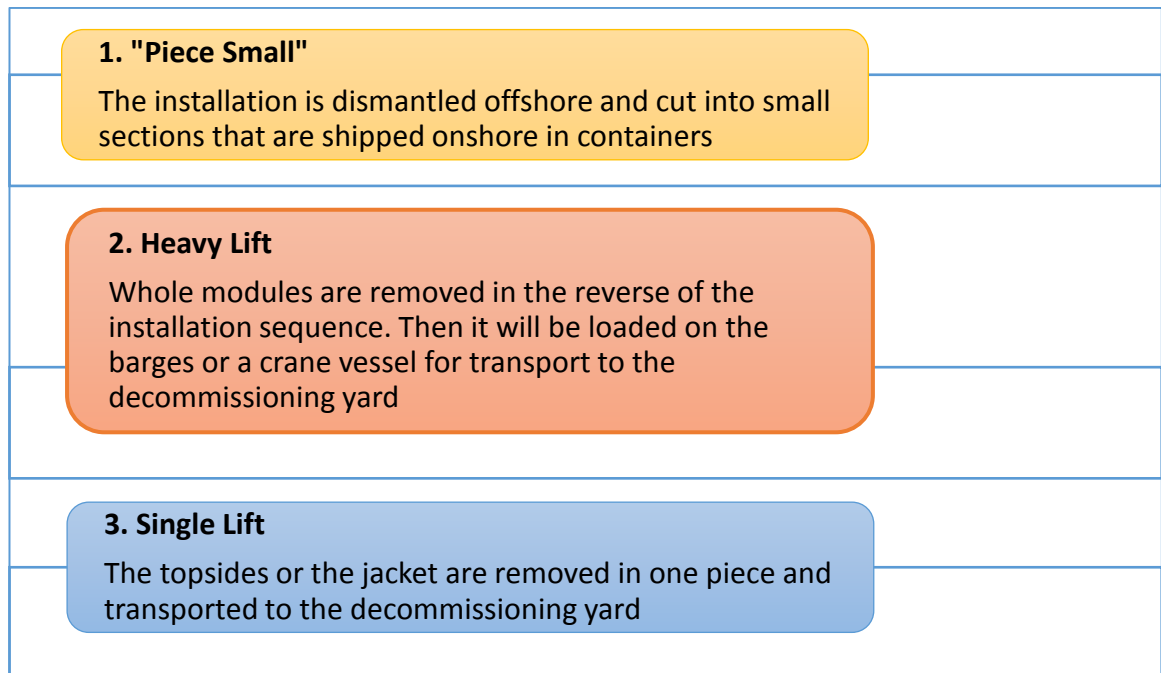 1. "Piece Small"
The installation is dismantled offshore and cut into small
sections that are shipped onshore in containers
2. Heavy Lift
Whole modules are removed in the reverse of the
installation sequence. Then it will be loaded on the
barges or a crane vessel for transport to the
decommissioning yard
3. Single Lift
The topsides or the jacket are removed in one piece and
transported to the decommissioning yard